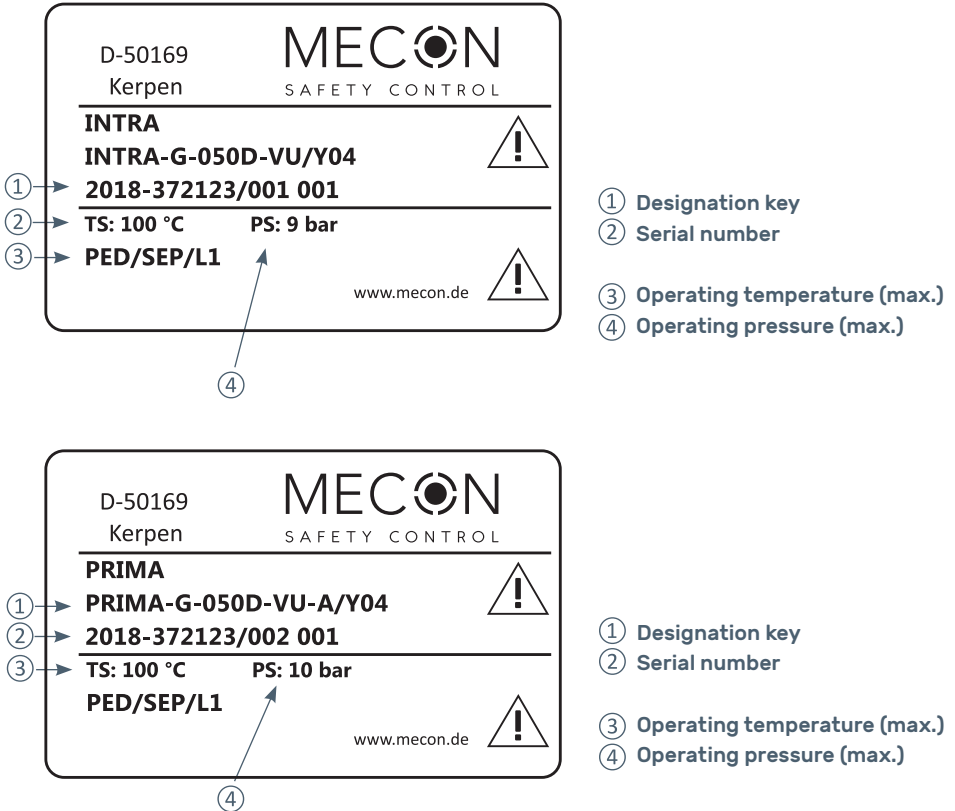 D-50169
Kerpen
MECON
SAFETY CONTROL
INTRA
INTRA-G-050D-VU/Y04
① 2018-372123/001 001
② TS: 100 °C PS: 9 bar
③ PED/SEP/L1
www.mecon.de
④
① Designation key
② Serial number
③ Operating temperature (max.)
④ Operating pressure (max.)
D-50169
Kerpen
MECON
SAFETY CONTROL
PRIMA
① PRIMA-G-050D-VU-A/Y04
② 2018-372123/002 001
③ TS: 100 °C PS: 10 bar
PED/SEP/L1
www.mecon.de
④
① Designation key
② Serial number
③ Operating temperature (max.)
④ Operating pressure (max.)